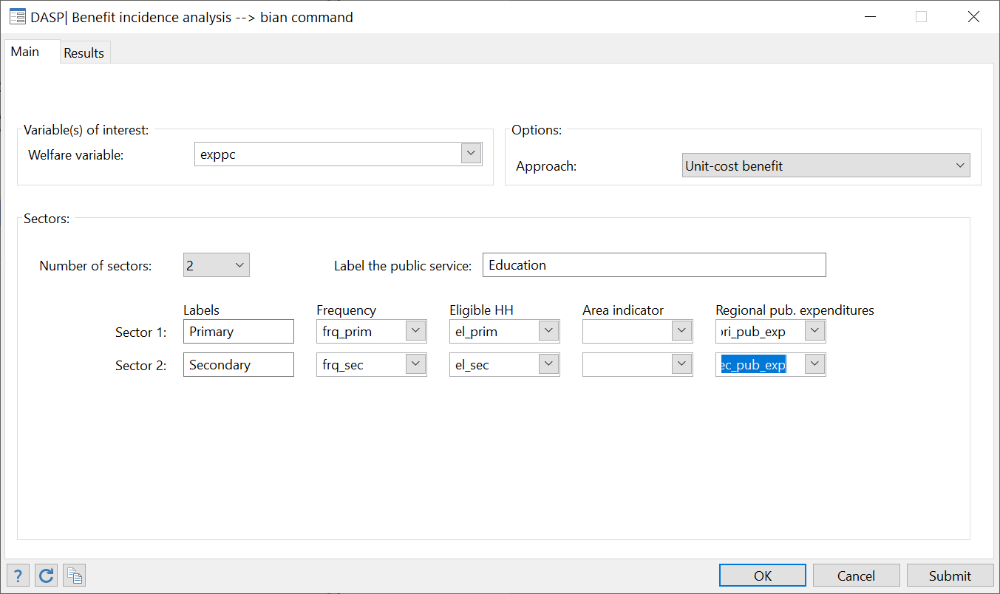 DASP| Benefit incidence analysis --> bian command
Main Results
Variable(s) of interest: Options:
Welfare variable: exppc
Approach: Unit-cost benefit
Sectors:
Number of sectors: 2 Label the public service: Education
Labels Frequency Eligible HH Area indicator Regional pub. expenditures
Sector 1: Primary frq_prim el_prim ri_pub_exp
Sector 2: Secondary frq_sec el_sec ec_pub_exp
? OK Cancel Submit